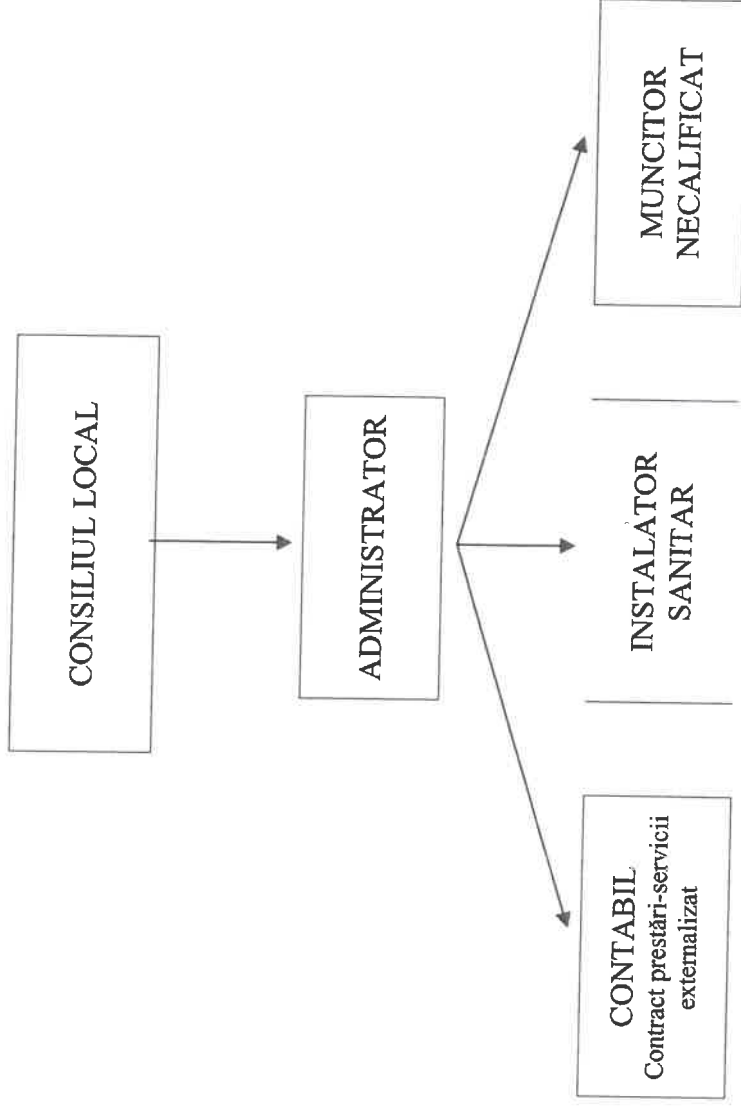 CONSILIUL LOCAL
ADMINISTRATOR
CONTABIL
Contract prestări-servicii
externalizat
INSTALATOR
SANITAR
MUNCITOR
NECALIFICAT